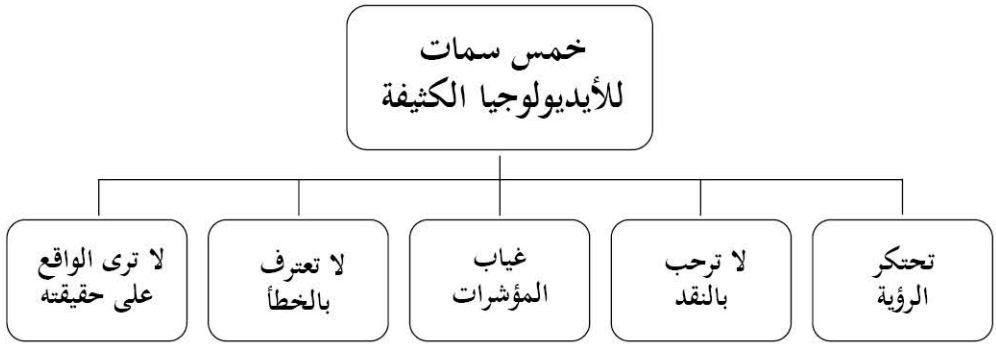 خمس سمات
للأيديولوجيا الكثيفة
تحتكر
الرؤية
لا ترحب
بالنقد
غياب
المؤشرات
لا تعترف
بالخطأ
لا ترى الواقع
على حقيقته